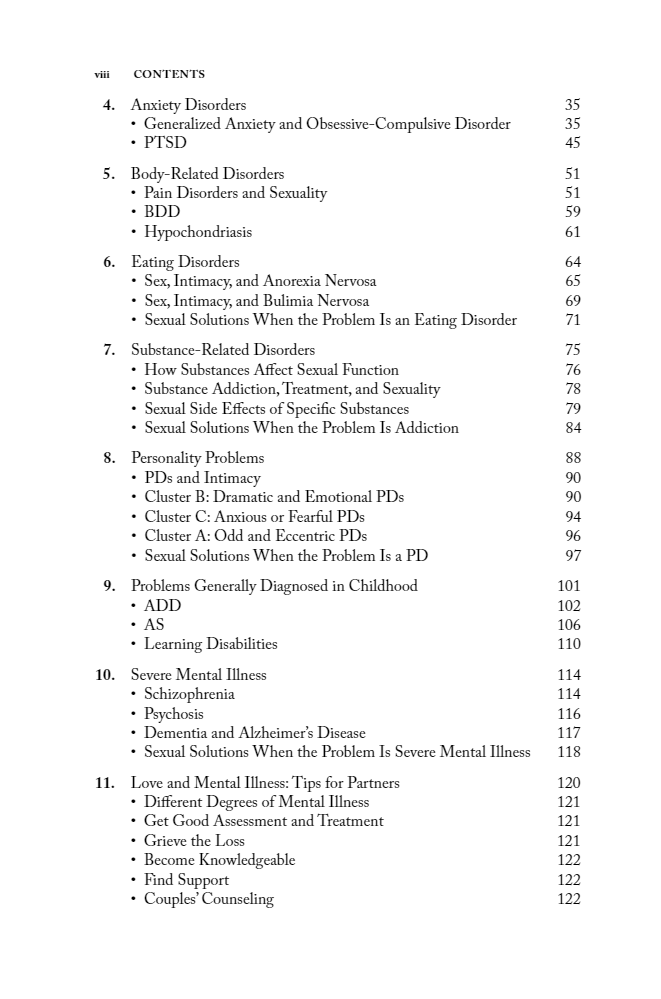 viii CONTENTS
4. Anxiety Disorders 35
• Generalized Anxiety and Obsessive-Compulsive Disorder 35
• PTSD 45
5. Body-Related Disorders 51
• Pain Disorders and Sexuality 51
• BDD 59
• Hypochondriasis 61
6. Eating Disorders 64
• Sex, Intimacy, and Anorexia Nervosa 65
• Sex, Intimacy, and Bulimia Nervosa 69
• Sexual Solutions When the Problem Is an Eating Disorder 71
7. Substance-Related Disorders 75
• How Substances Affect Sexual Function 76
• Substance Addiction, Treatment, and Sexuality 78
• Sexual Side Effects of Specific Substances 79
• Sexual Solutions When the Problem Is Addiction 84
8. Personality Problems 88
• PDs and Intimacy 90
• Cluster B: Dramatic and Emotional PDs 90
• Cluster C: Anxious or Fearful PDs 94
• Cluster A: Odd and Eccentric PDs 96
• Sexual Solutions When the Problem Is a PD 97
9. Problems Generally Diagnosed in Childhood 101
• ADD 102
• AS 106
• Learning Disabilities 110
10. Severe Mental Illness 114
• Schizophrenia 114
• Psychosis 116
• Dementia and Alzheimer's Disease 117
• Sexual Solutions When the Problem Is Severe Mental Illness 118
11. Love and Mental Illness: Tips for Partners 120
• Different Degrees of Mental Illness 121
• Get Good Assessment and Treatment 121
• Grieve the Loss 121
• Become Knowledgeable 122
• Find Support 122
• Couples' Counseling 122